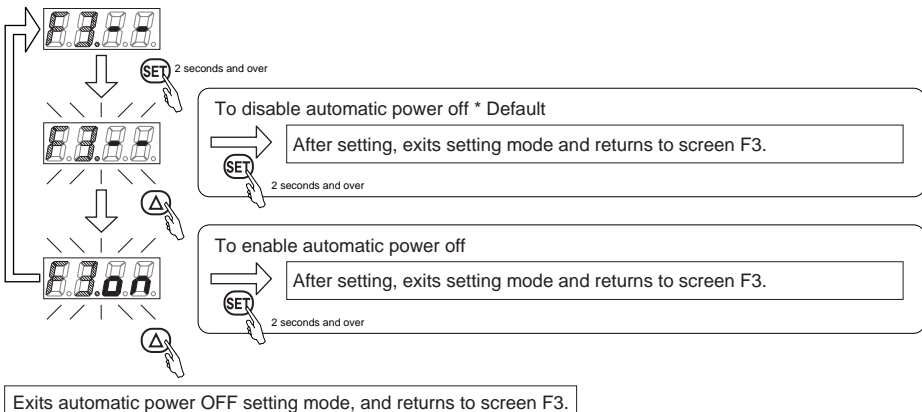 F3.--
SET 2 seconds and over
To disable automatic power off * Default
F3.--
After setting, exits setting mode and returns to screen F3.
SET
2 seconds and over
△
To enable automatic power off
F3.on
After setting, exits setting mode and returns to screen F3.
SET
2 seconds and over
△
Exits automatic power OFF setting mode, and returns to screen F3.